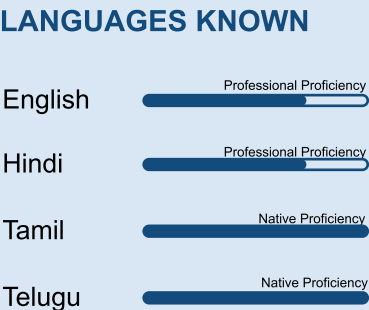 LANGUAGES KNOWN
Professional Proficiency
English
Professional Proficiency
Hindi
Native Proficiency
Tamil
Native Proficiency
Telugu